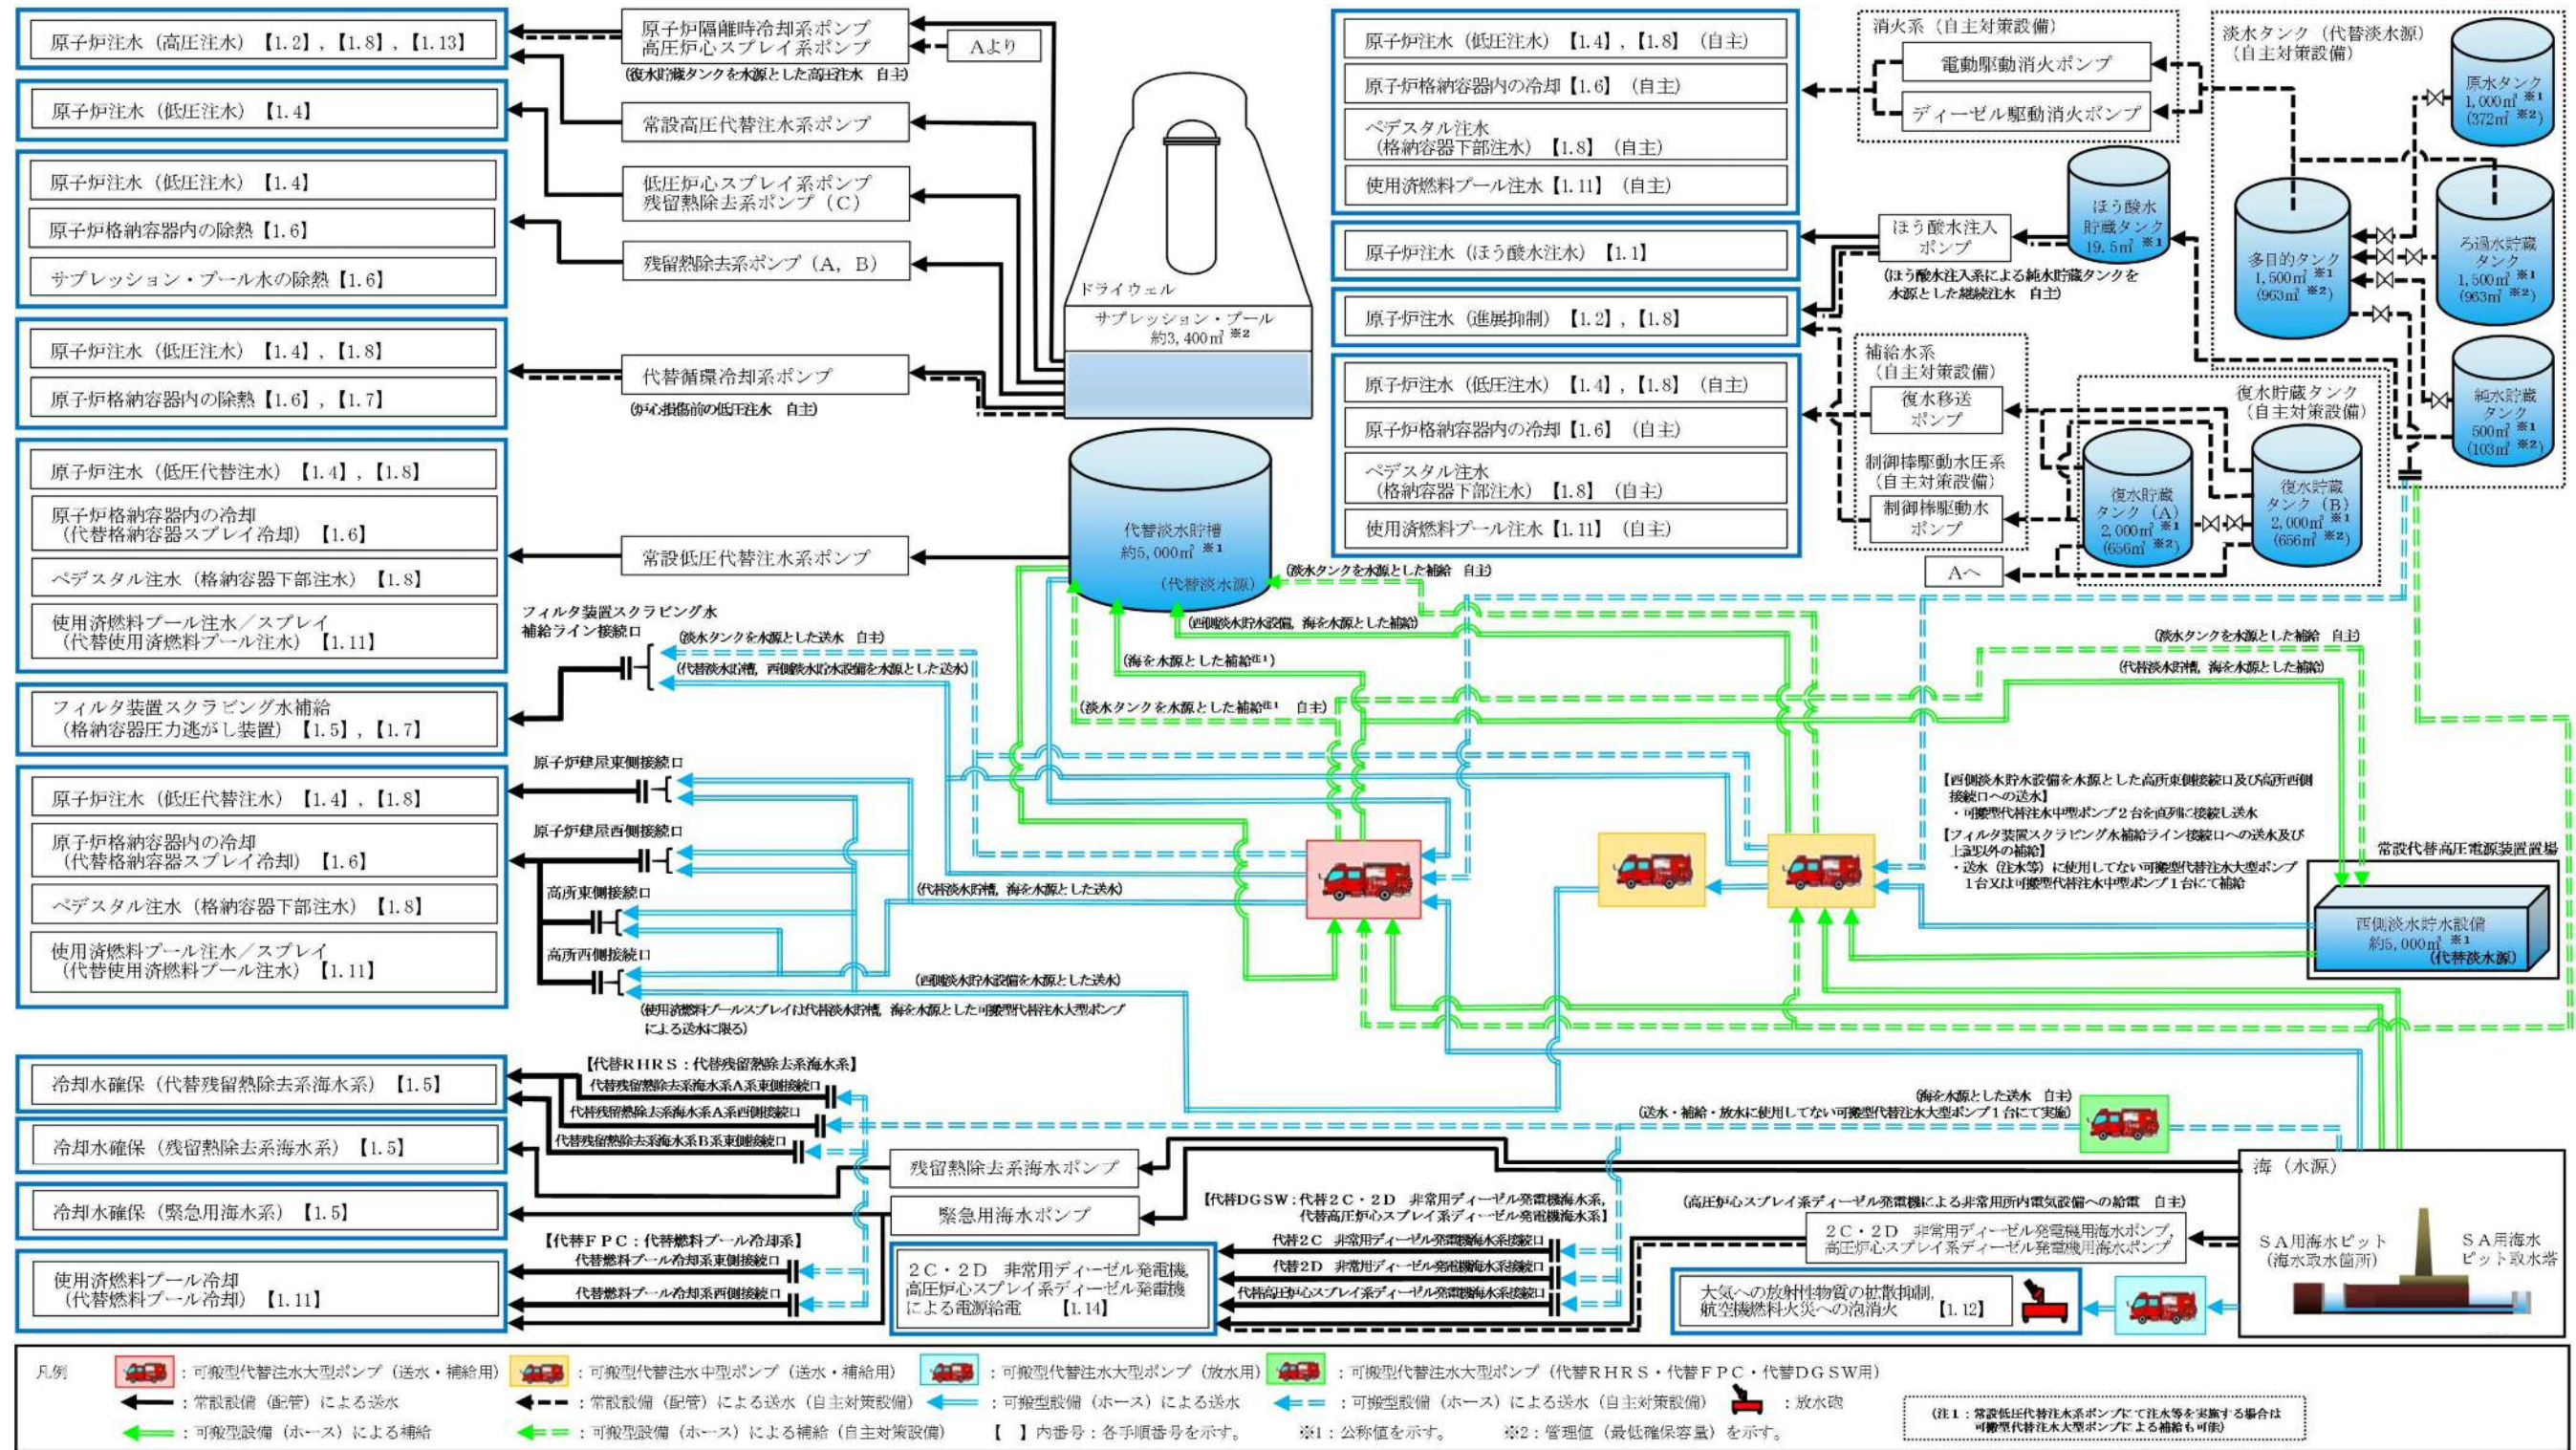 原子炉注水（高圧注水）【1.2】,【1.8】,【1.13】
原子炉注水（低圧注水）【1.4】
原子炉注水（低圧注水）【1.4】
原子炉格納容器内の除熱【1.6】
サプレッション・プール水の除熱【1.6】
原子炉注水（低圧注水）【1.4】,【1.8】
原子炉格納容器内の除熱【1.6】,【1.7】
原子炉注水（低圧代替注水）【1.4】,【1.8】
原子炉格納容器内の冷却
（代替格納容器スプレイ冷却）【1.6】
ペデスタル注水（格納容器下部注水）【1.8】
使用済燃料プール注水／スプレイ
（代替使用済燃料プール注水）【1.11】
フィルタ装置スクラビング水補給
（格納容器圧力逃がし装置）【1.5】,【1.7】
原子炉注水（低圧代替注水）【1.4】,【1.8】
原子炉格納容器内の冷却
（代替格納容器スプレイ冷却）【1.6】
ペデスタル注水（格納容器下部注水）【1.8】
使用済燃料プール注水／スプレイ
（代替使用済燃料プール注水）【1.11】
冷却水確保（代替残留熱除去系海水系）【1.5】
冷却水確保（残留熱除去系海水系）【1.5】
冷却水確保（緊急用海水系）【1.5】
使用済燃料プール冷却
（代替燃料プール冷却）【1.11】
原子炉隔離時冷却系ポンプ
高圧炉心スプレイ系ポンプ
Aより
（復水貯蔵タンクを水源とした高圧注水　自主）
常設高圧代替注水系ポンプ
低圧炉心スプレイ系ポンプ
残留熱除去系ポンプ（C）
残留熱除去系ポンプ（A，B）
代替循環冷却系ポンプ
（炉心損傷前の低圧注水　自主）
常設低圧代替注水系ポンプ
ドライウェル
サプレッション・プール
約3,400㎥ ※2
代替淡水貯槽
約5,000㎥ ※1
（代替淡水源）
原子炉注水（低圧注水）【1.4】,【1.8】（自主）
原子炉格納容器内の冷却【1.6】（自主）
ペデスタル注水
（格納容器下部注水）【1.8】（自主）
使用済燃料プール注水【1.11】（自主）
原子炉注水（ほう酸水注水）【1.1】
原子炉注水（進展抑制）【1.2】,【1.8】
原子炉注水（低圧注水）【1.4】,【1.8】（自主）
原子炉格納容器内の冷却【1.6】（自主）
ペデスタル注水
（格納容器下部注水）【1.8】（自主）
使用済燃料プール注水【1.11】（自主）
消火系（自主対策設備）
電動駆動消火ポンプ
ディーゼル駆動消火ポンプ
ほう酸水
貯蔵タンク
19.5㎥ ※1
ほう酸水注入
ポンプ
（ほう酸水注入系による純水貯蔵タンクを
水源とした継続注水　自主）
補給水系
（自主対策設備）
復水移送
ポンプ
制御棒駆動水圧系
（自主対策設備）
制御棒駆動水
ポンプ
Aへ
復水貯蔵タンク
（自主対策設備）
復水貯蔵
タンク（A）
2,000㎥ ※1
（656㎥ ※2）
復水貯蔵
タンク（B）
2,000㎥ ※1
（656㎥ ※2）
淡水タンク（代替淡水源）
（自主対策設備）
原水タンク
1,000㎥ ※1
（372㎥ ※2）
多目的タンク
1,500㎥ ※1
（963㎥ ※2）
ろ過水貯蔵
タンク
1,500㎥ ※1
（963㎥ ※2）
純水貯蔵
タンク
500㎥ ※1
（103㎥ ※2）
（淡水タンクを水源とした補給　自主）
（西側淡水貯水設備，海を水源とした補給）
（海を水源とした補給注1）
（淡水タンクを水源とした補給注1　自主）
（淡水タンクを水源とした補給　自主）
（代替淡水貯槽，海を水源とした補給）
フィルタ装置スクラビング水
補給ライン接続口
（淡水タンクを水源とした送水　自主）
（代替淡水貯槽，西側淡水貯水設備を水源とした送水）
原子炉建屋東側接続口
原子炉建屋西側接続口
高所東側接続口
高所西側接続口
（代替淡水貯槽，海を水源とした送水）
（西側淡水貯水設備を水源とした送水）
（使用済燃料プールスプレイは代替淡水貯槽，海を水源とした可搬型代替注水大型ポンプ
による送水に限る）
【西側淡水貯水設備を水源とした高所東側接続口及び高所西側
接続口への送水】
・可搬型代替注水中型ポンプ２台を直列に接続し送水
【フィルタ装置スクラビング水補給ライン接続口への送水及び
上記以外の補給】
・送水（注水等）に使用してない可搬型代替注水大型ポンプ
１台又は可搬型代替注水中型ポンプ１台にて補給
常設代替高圧電源装置置場
西側淡水貯水設備
約5,000㎥ ※1
（代替淡水源）
【代替ＲＨＲＳ：代替残留熱除去系海水系】
代替残留熱除去系海水系Ａ系東側接続口
代替残留熱除去系海水系Ａ系西側接続口
代替残留熱除去系海水系Ｂ系東側接続口
残留熱除去系海水ポンプ
緊急用海水ポンプ
【代替ＦＰＣ：代替燃料プール冷却系】
代替燃料プール冷却系東側接続口
代替燃料プール冷却系西側接続口
２Ｃ・２Ｄ　非常用ディーゼル発電機，
高圧炉心スプレイ系ディーゼル発電機
による電源給電　【1.14】
【代替ＤＧＳＷ：代替２Ｃ・２Ｄ　非常用ディーゼル発電機海水系，
代替高圧炉心スプレイ系ディーゼル発電機海水系】
代替２Ｃ　非常用ディーゼル発電機海水系接続口
代替２Ｄ　非常用ディーゼル発電機海水系接続口
代替高圧炉心スプレイ系ディーゼル発電機海水系接続口
（海を水源とした送水　自主）
（送水・補給・放水に使用してない可搬型代替注水大型ポンプ１台にて実施）
（高圧炉心スプレイ系ディーゼル発電機による非常用所内電気設備への給電　自主）
２Ｃ・２Ｄ　非常用ディーゼル発電機用海水ポンプ，
高圧炉心スプレイ系ディーゼル発電機用海水ポンプ
大気への放射性物質の拡散抑制，
航空機燃料火災への泡消火　【1.12】
海（水源）
ＳＡ用海水ピット
（海水取水箇所）
ＳＡ用海水
ピット取水塔
凡例
：可搬型代替注水大型ポンプ（送水・補給用）
：可搬型代替注水中型ポンプ（送水・補給用）
：可搬型代替注水大型ポンプ（放水用）
：可搬型代替注水大型ポンプ（代替ＲＨＲＳ・代替ＦＰＣ・代替ＤＧＳＷ用）
：常設設備（配管）による送水
：常設設備（配管）による送水（自主対策設備）
：可搬型設備（ホース）による送水
：可搬型設備（ホース）による送水（自主対策設備）
：放水砲
：可搬型設備（ホース）による補給
：可搬型設備（ホース）による補給（自主対策設備）
【　】内番号：各手順番号を示す。
※1：公称値を示す。
※2：管理値（最低確保容量）を示す。
（注１：常設低圧代替注水系ポンプにて注水等を実施する場合は
可搬型代替注水大型ポンプによる補給も可能）